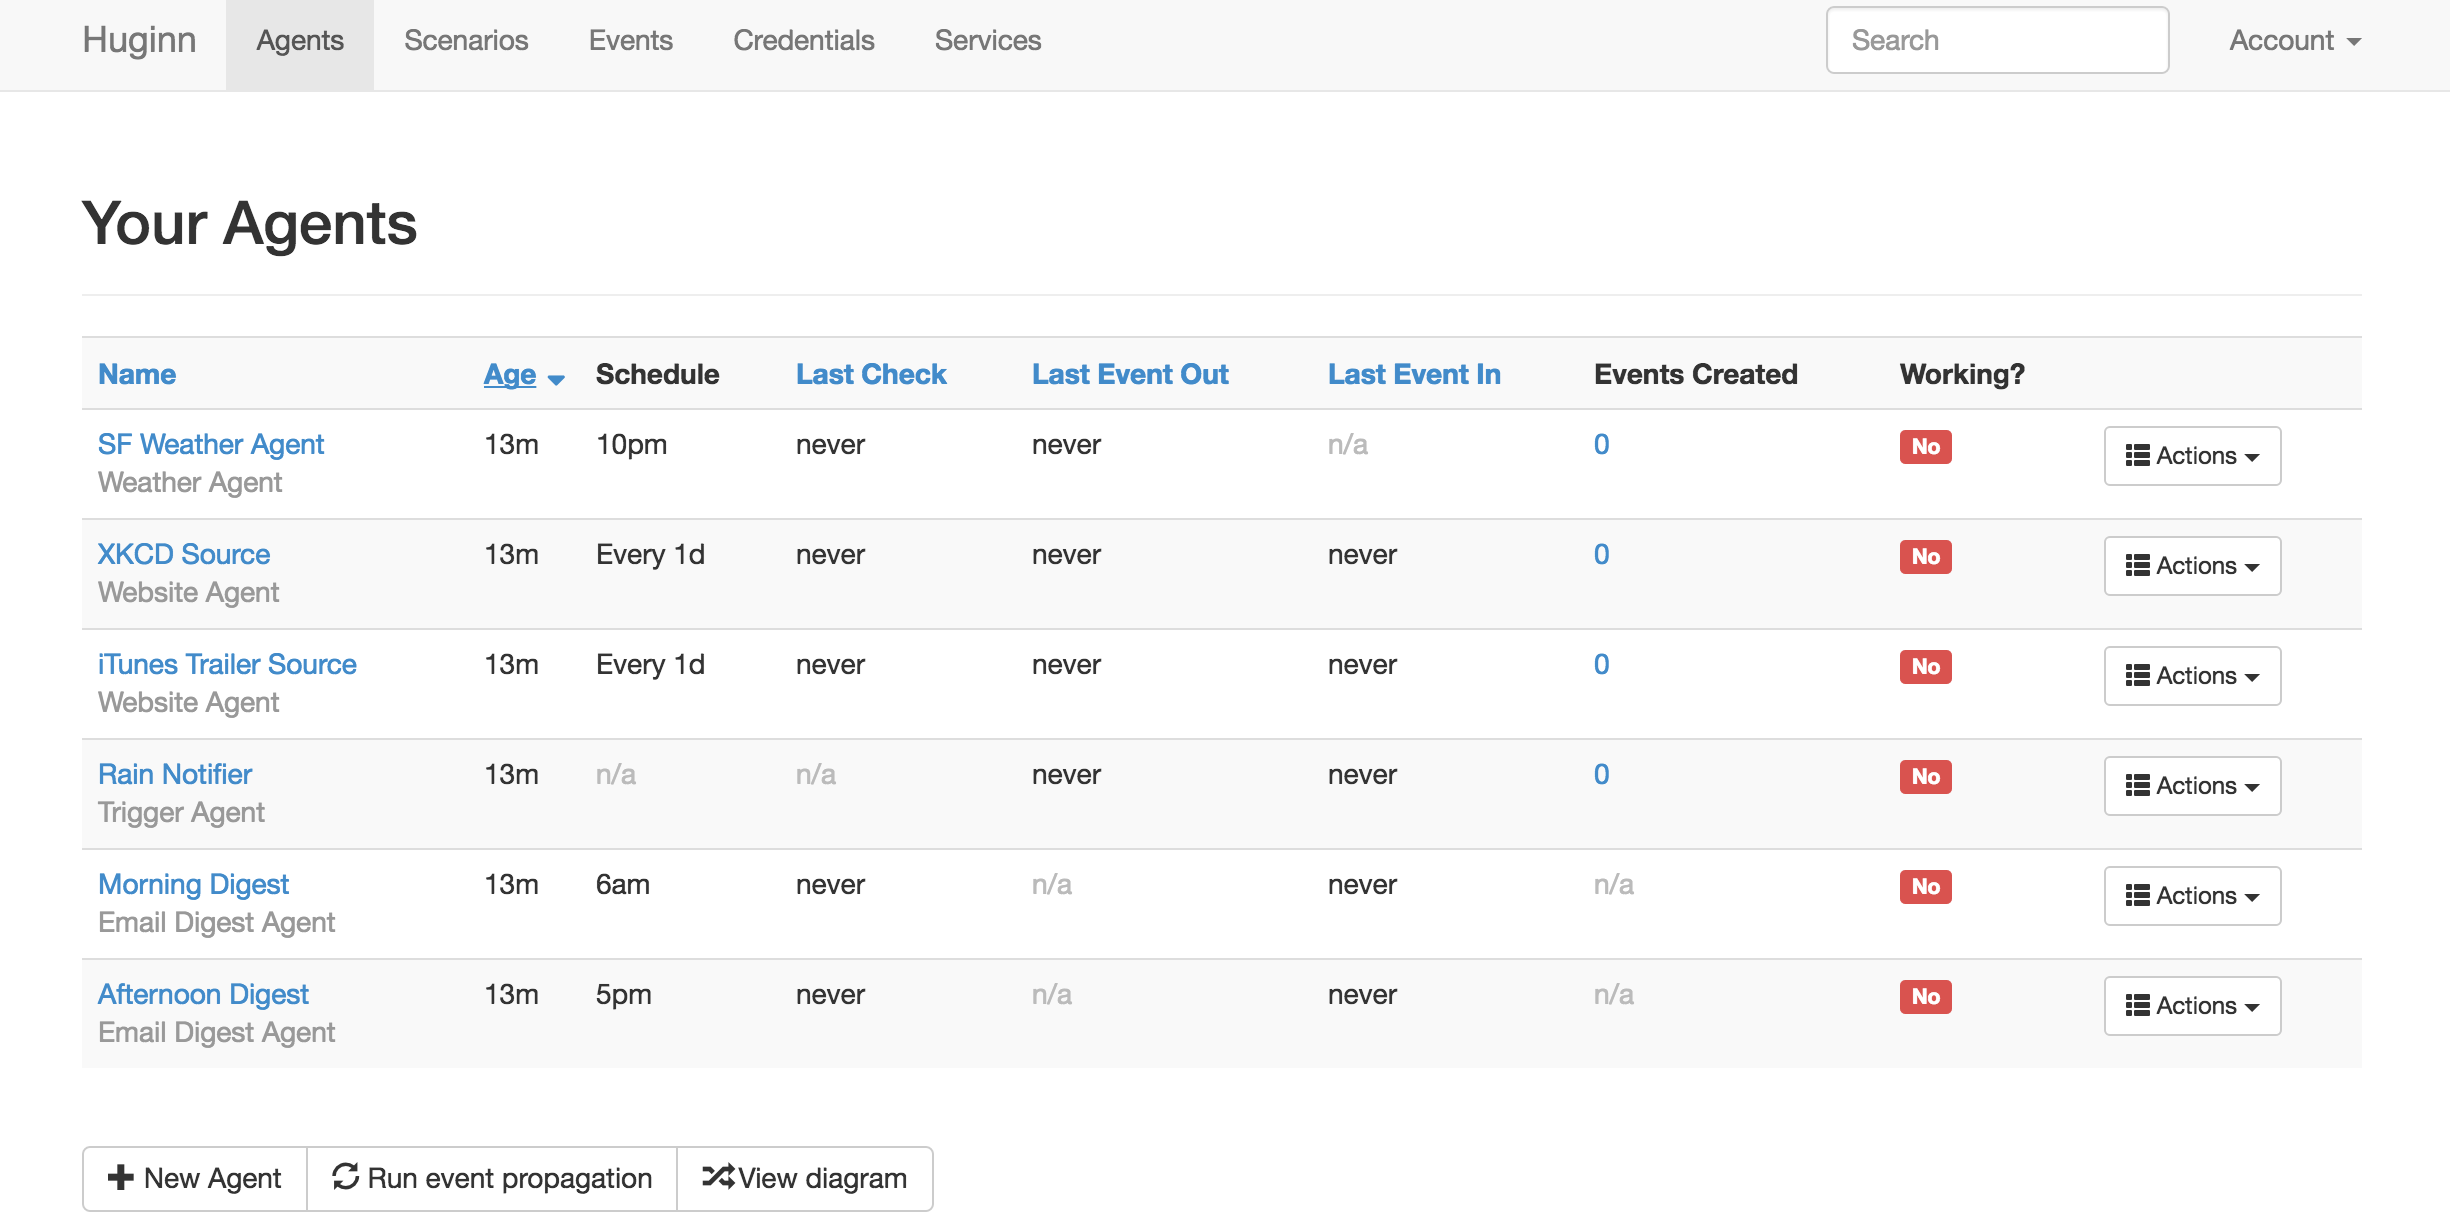 Huginn Agents Scenarios Events Credentials Services Search Account
Your Agents
Name Age Schedule Last Check Last Event Out Last Event In Events Created Working?
SF Weather Agent 13m 10pm never never n/a 0 No Actions
Weather Agent
XKCD Source 13m Every 1d never never never 0 No Actions
Website Agent
iTunes Trailer Source 13m Every 1d never never never 0 No Actions
Website Agent
Rain Notifier 13m n/a n/a never never 0 No Actions
Trigger Agent
Morning Digest 13m 6am never n/a never n/a No Actions
Email Digest Agent
Afternoon Digest 13m 5pm never n/a never n/a No Actions
Email Digest Agent
New Agent Run event propagation View diagram